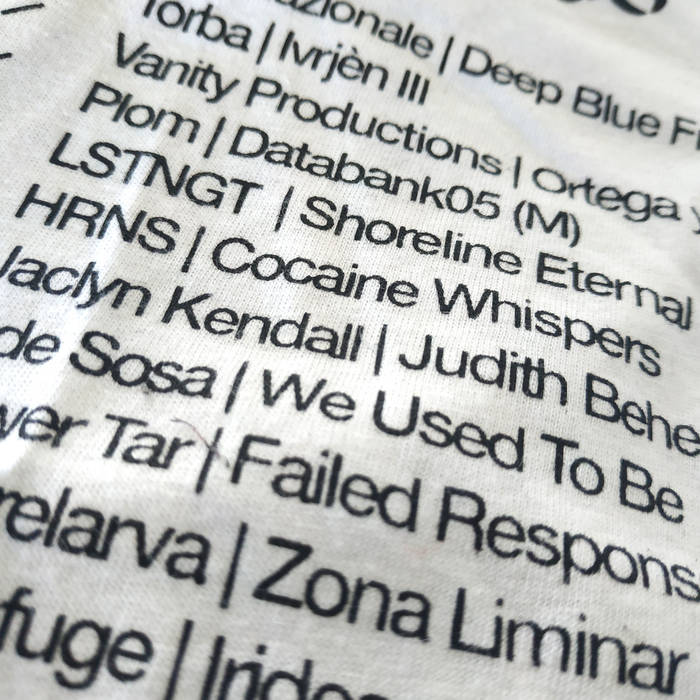 | Deep Blue
Torba | Ivrjèn III
Vanity Productions | Ortega y
Plom | Databank05 (M)
LSTNGT | Shoreline Eternal
HRNS | Cocaine Whispers
Jaclyn Kendall | Judith
de Sosa | We Used To Be
Tar | Failed
| Zona Liminar
|